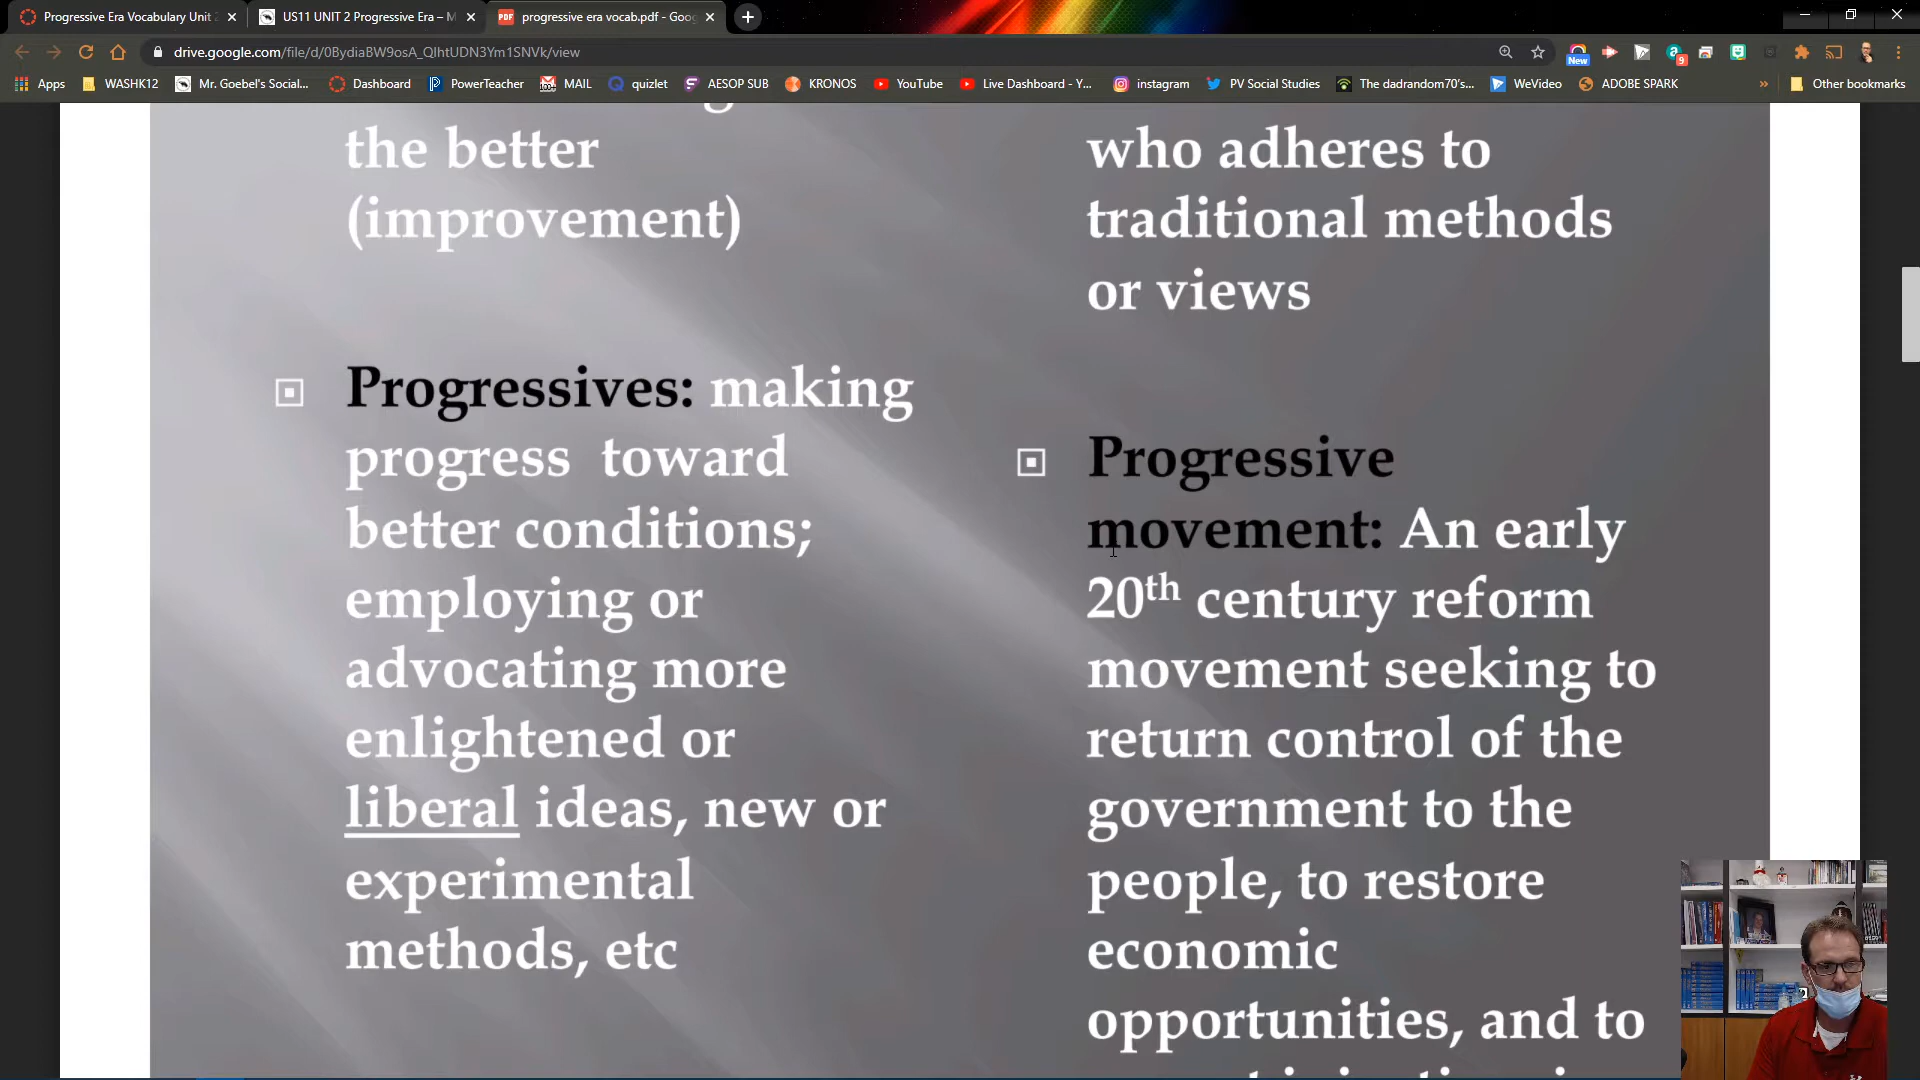 Progressive Era Vocabulary Unit 2
US11 UNIT 2 Progressive Era – M
PDF
progressive era vocab.pdf - Goog
drive.google.com/file/d/0BydiaBW9osA_QlhtUDN3Ym1SNVk/view
New
9
Apps
WASHK12
Mr. Goebel's Social...
Dashboard
PowerTeacher
MAIL
quizlet
AESOP SUB
KRONOS
YouTube
Live Dashboard - Y...
instagram
PV Social Studies
The dadrandom70's...
WeVideo
ADOBE SPARK
»
Other bookmarks
the better
(improvement)
Progressives: making
progress toward
better conditions;
employing or
advocating more
enlightened or
liberal ideas, new or
experimental
methods, etc
who adheres to
traditional methods
or views
Progressive
movement: An early
20th century reform
movement seeking to
return control of the
government to the
people, to restore
economic
opportunities, and to